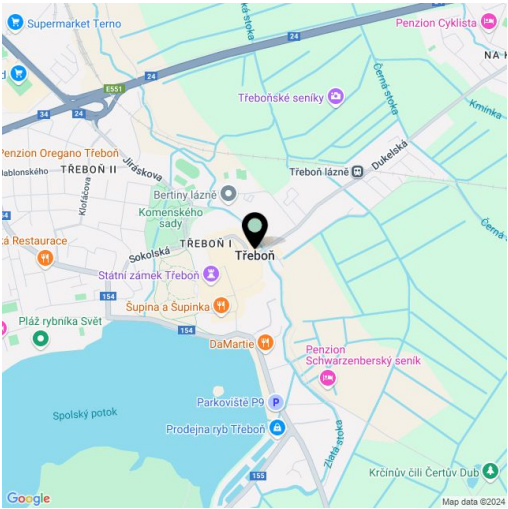 Supermarket Terno
Penzion Cyklista
24
NA K
d
24
E551
Třeboňské seníky
Černá stoka
Kmínka
34
24
Penzion Oregano Třeboň
Jiráskova
Třeboň lázně
Dukelská
Jablonského
TŘEBOŇ II
Klofáčova
Bertiny lázně
Komenského
sady
Černá
TŘEBOŇ I
ká Restaurace
Sokolská
Třeboň
Státní zámek Třeboň
154
Šupina a Šupinka
Pláž rybníka Svět
154
DaMartie
Penzion
Schwarzenberský seník
Parkoviště P9
P
Spolský potok
Prodejna ryb Třeboň
Zlatá stoka
155
Krčínův čili Čertův Dub
Google
Map data ©2024